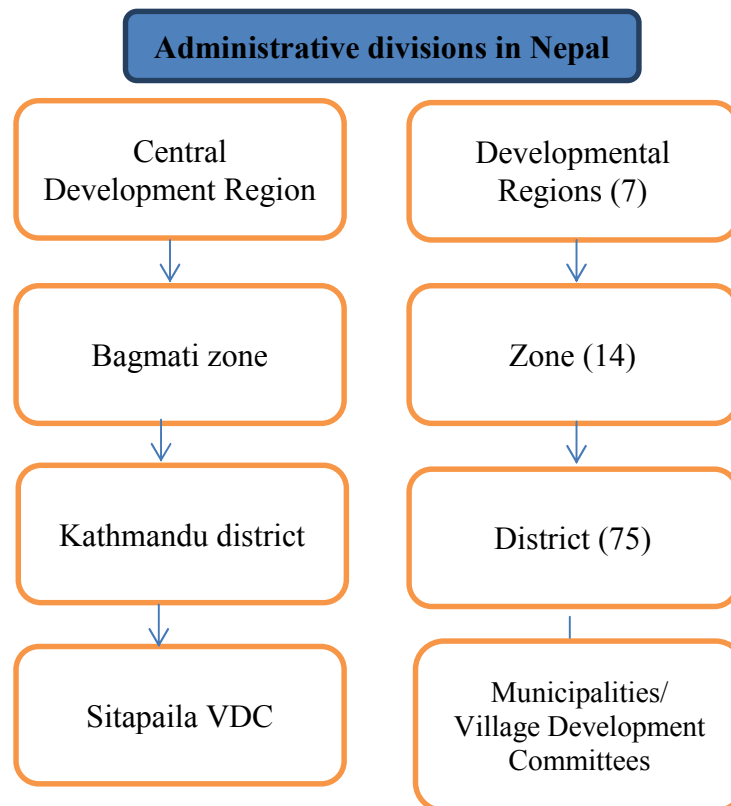 Administrative divisions in Nepal
Central
Development Region
Developmental
Regions (7)
Bagmati zone
Zone (14)
Kathmandu district
District (75)
Sitapaila VDC
Municipalities/
Village Development
Committees